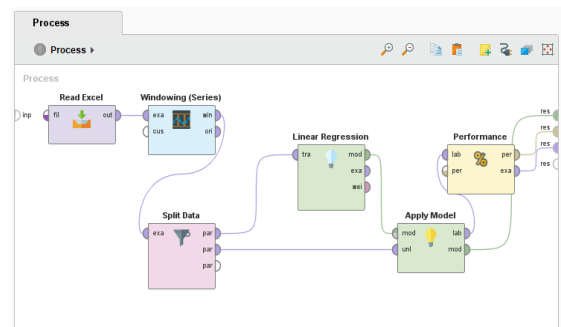 Process
Process
Process
inp
Read Excel
fil
out
Windowing (Series)
exa
win
cus
ori
Split Data
exa
par
par
par
Linear Regression
tra
mod
exa
wei
Apply Model
mod
lab
unl
mod
Performance
lab
per
per
exa
%
res
res
res
res